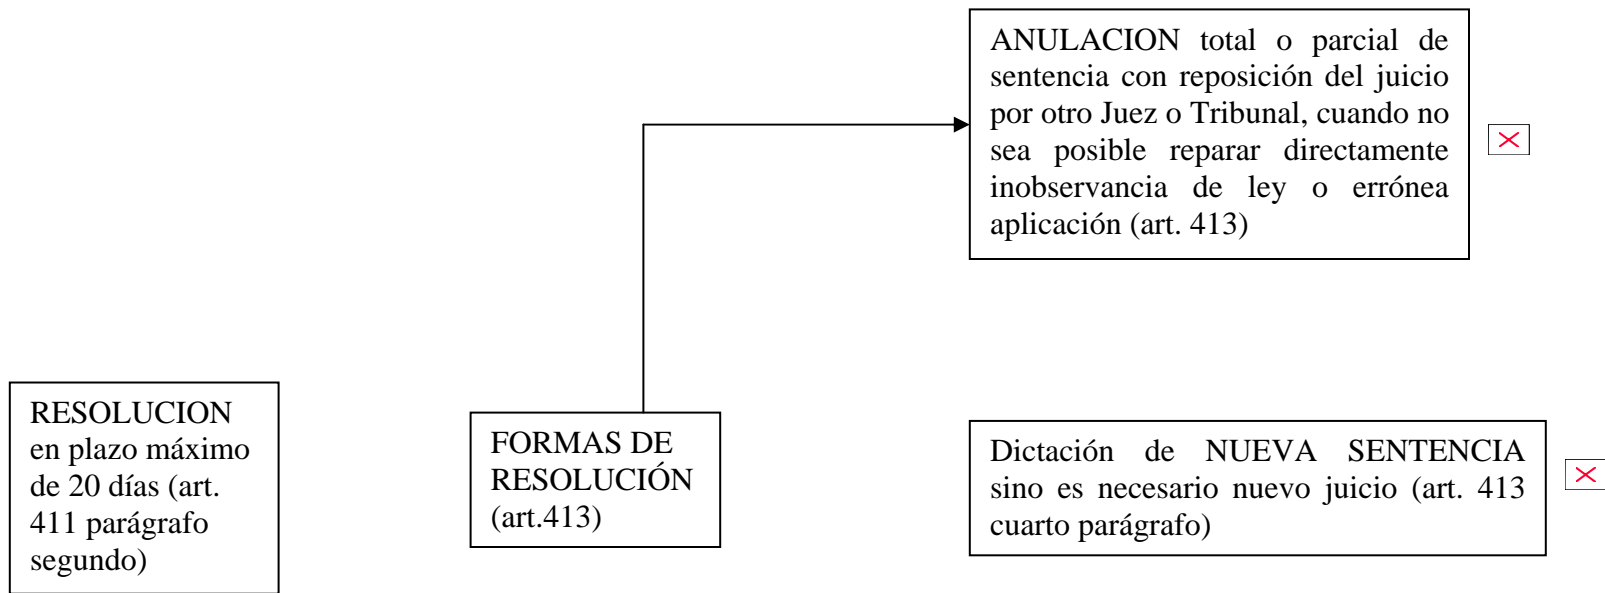 ANULACION total o parcial de
sentencia con reposición del juicio
por otro Juez o Tribunal, cuando no
sea posible reparar directamente
inobservancia de ley o errónea
aplicación (art. 413)
RESOLUCION
en plazo máximo
de 20 días (art.
411 parágrafo
segundo)
FORMAS DE
RESOLUCIÓN
(art.413)
Dictación de NUEVA SENTENCIA
sino es necesario nuevo juicio (art. 413
cuarto parágrafo)